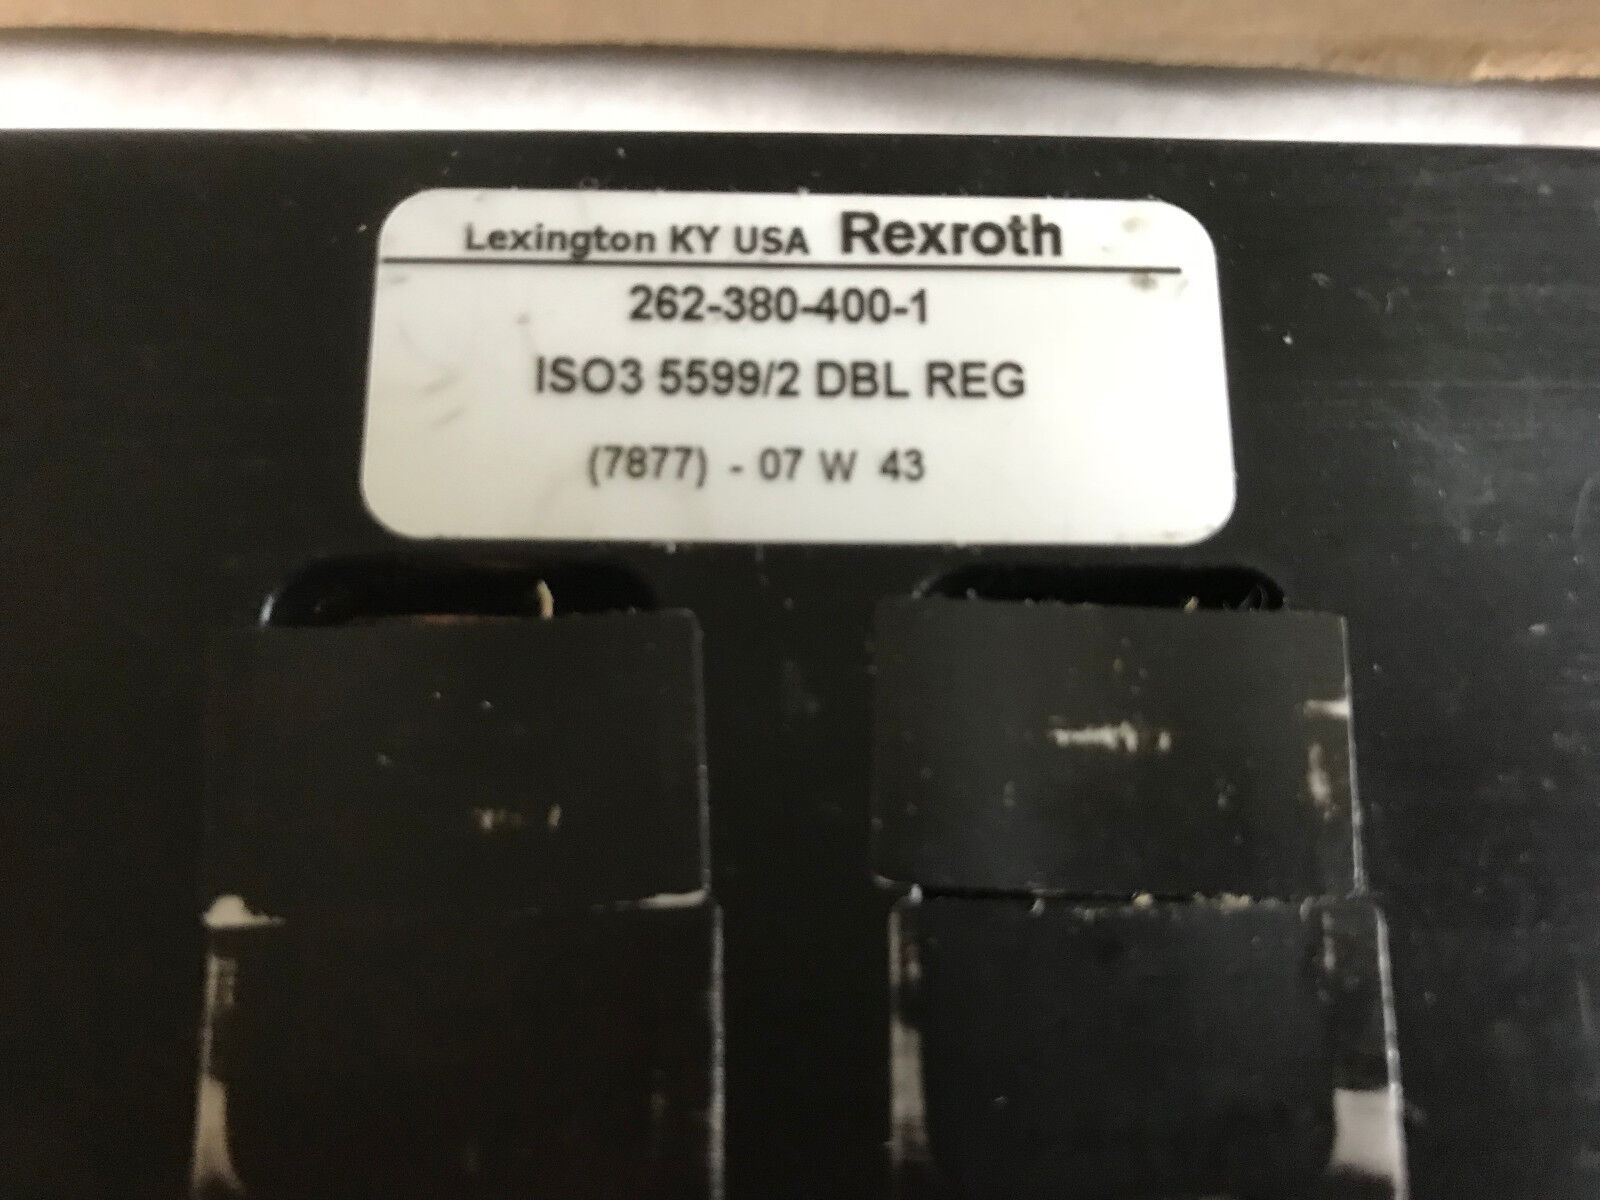 Lexington KY USA Rexroth
262-380-400-1
ISO3 5599/2 DBL REG
(7877) - 07 W 43